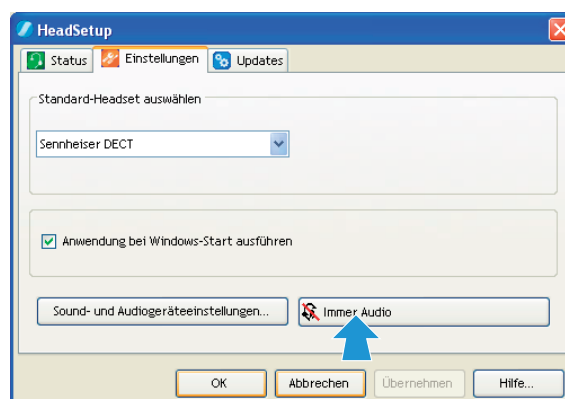 HeadSetup
Status Einstellungen Updates
Standard-Headset auswählen
Sennheiser DECT
Anwendung bei Windows-Start ausführen
Sound- und Audiogeräteeinstellungen... Immer Audio
OK Abbrechen Übernehmen Hilfe...